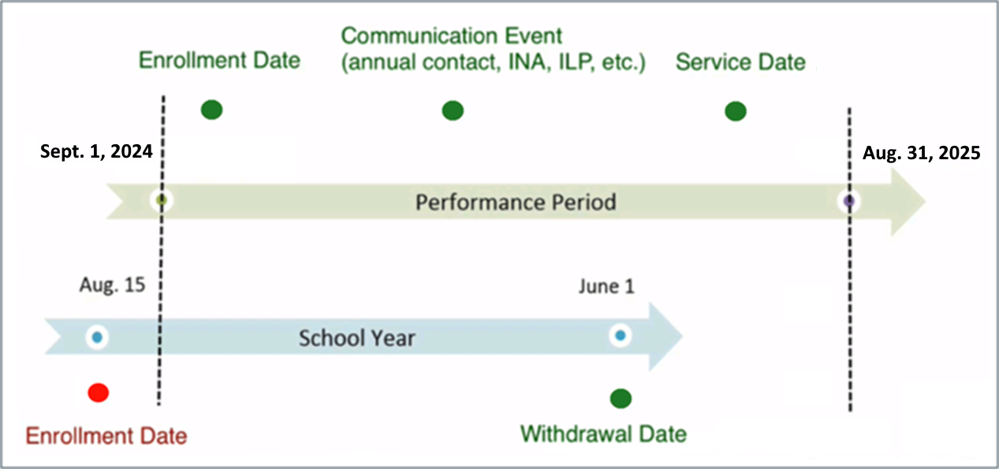 Enrollment Date
Communication Event
(annual contact, INA, ILP, etc.)
Service Date
Sept. 1, 2024
Aug. 31, 2025
Performance Period
Aug. 15
June 1
School Year
Enrollment Date
Withdrawal Date